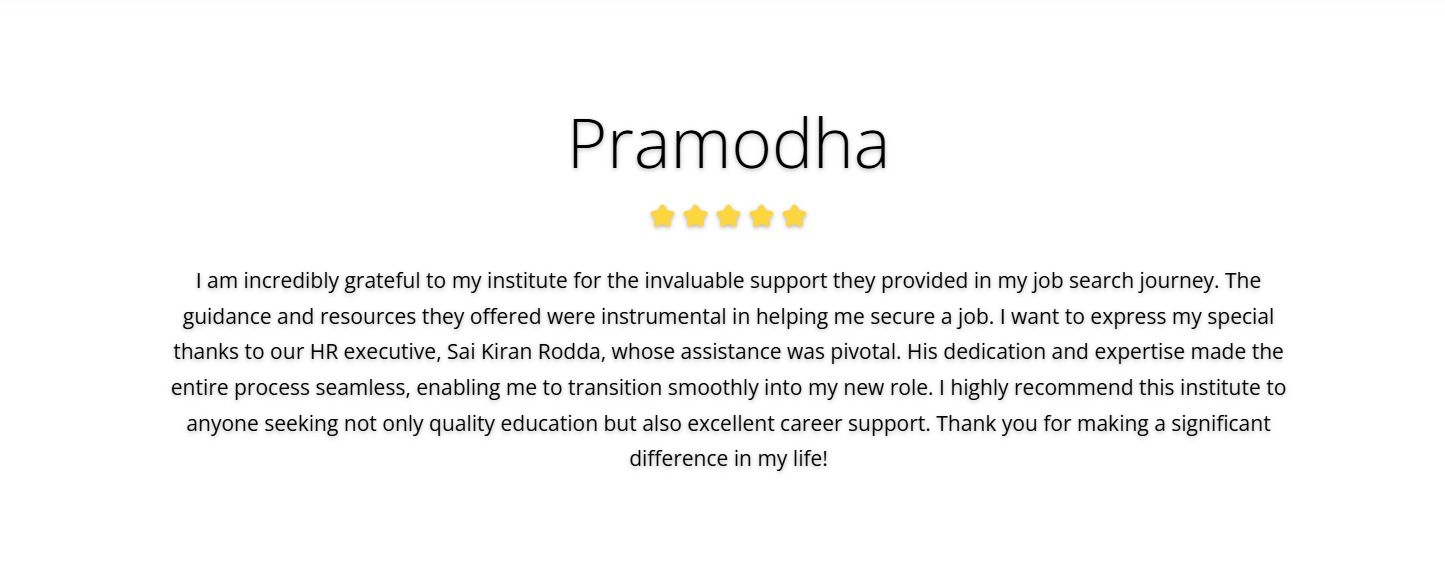 Pramodha
I am incredibly grateful to my institute for the invaluable support they provided in my job search journey. The
guidance and resources they offered were instrumental in helping me secure a job. I want to express my special
thanks to our HR executive, Sai Kiran Rodda, whose assistance was pivotal. His dedication and expertise made the
entire process seamless, enabling me to transition smoothly into my new role. I highly recommend this institute to
anyone seeking not only quality education but also excellent career support. Thank you for making a significant
difference in my life!